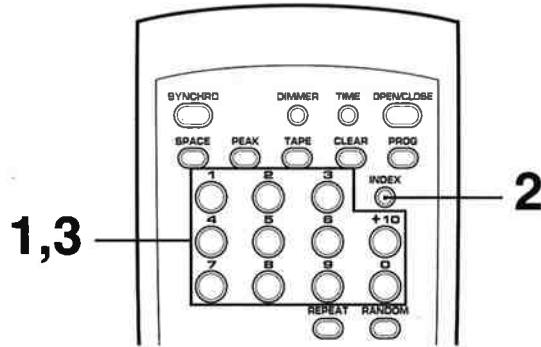 SYNCHRO DIMMER TIME OPEN/CLOSE
SPACE PEAK TAPE CLEAR PROG
1 2 3 INDEX
2
4 5 6 +10
1,3
7 8 9 0
REPEAT RANDOM